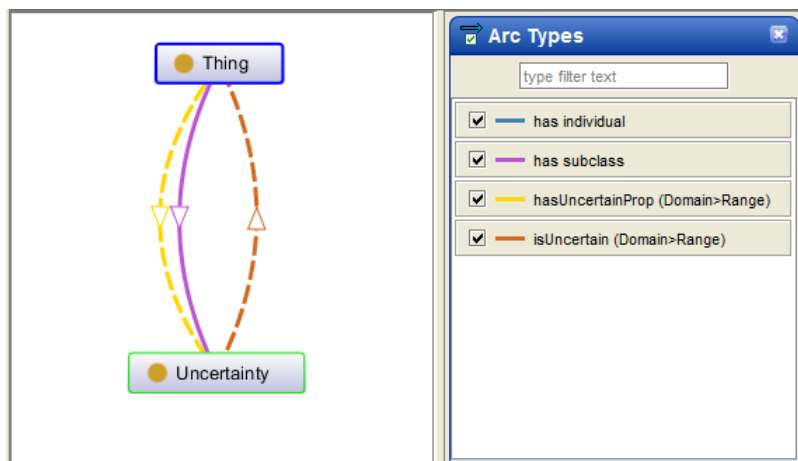 Thing
Uncertainty
Arc Types
type filter text
has individual
has subclass
hasUncertainProp (Domain>Range)
isUncertain (Domain>Range)